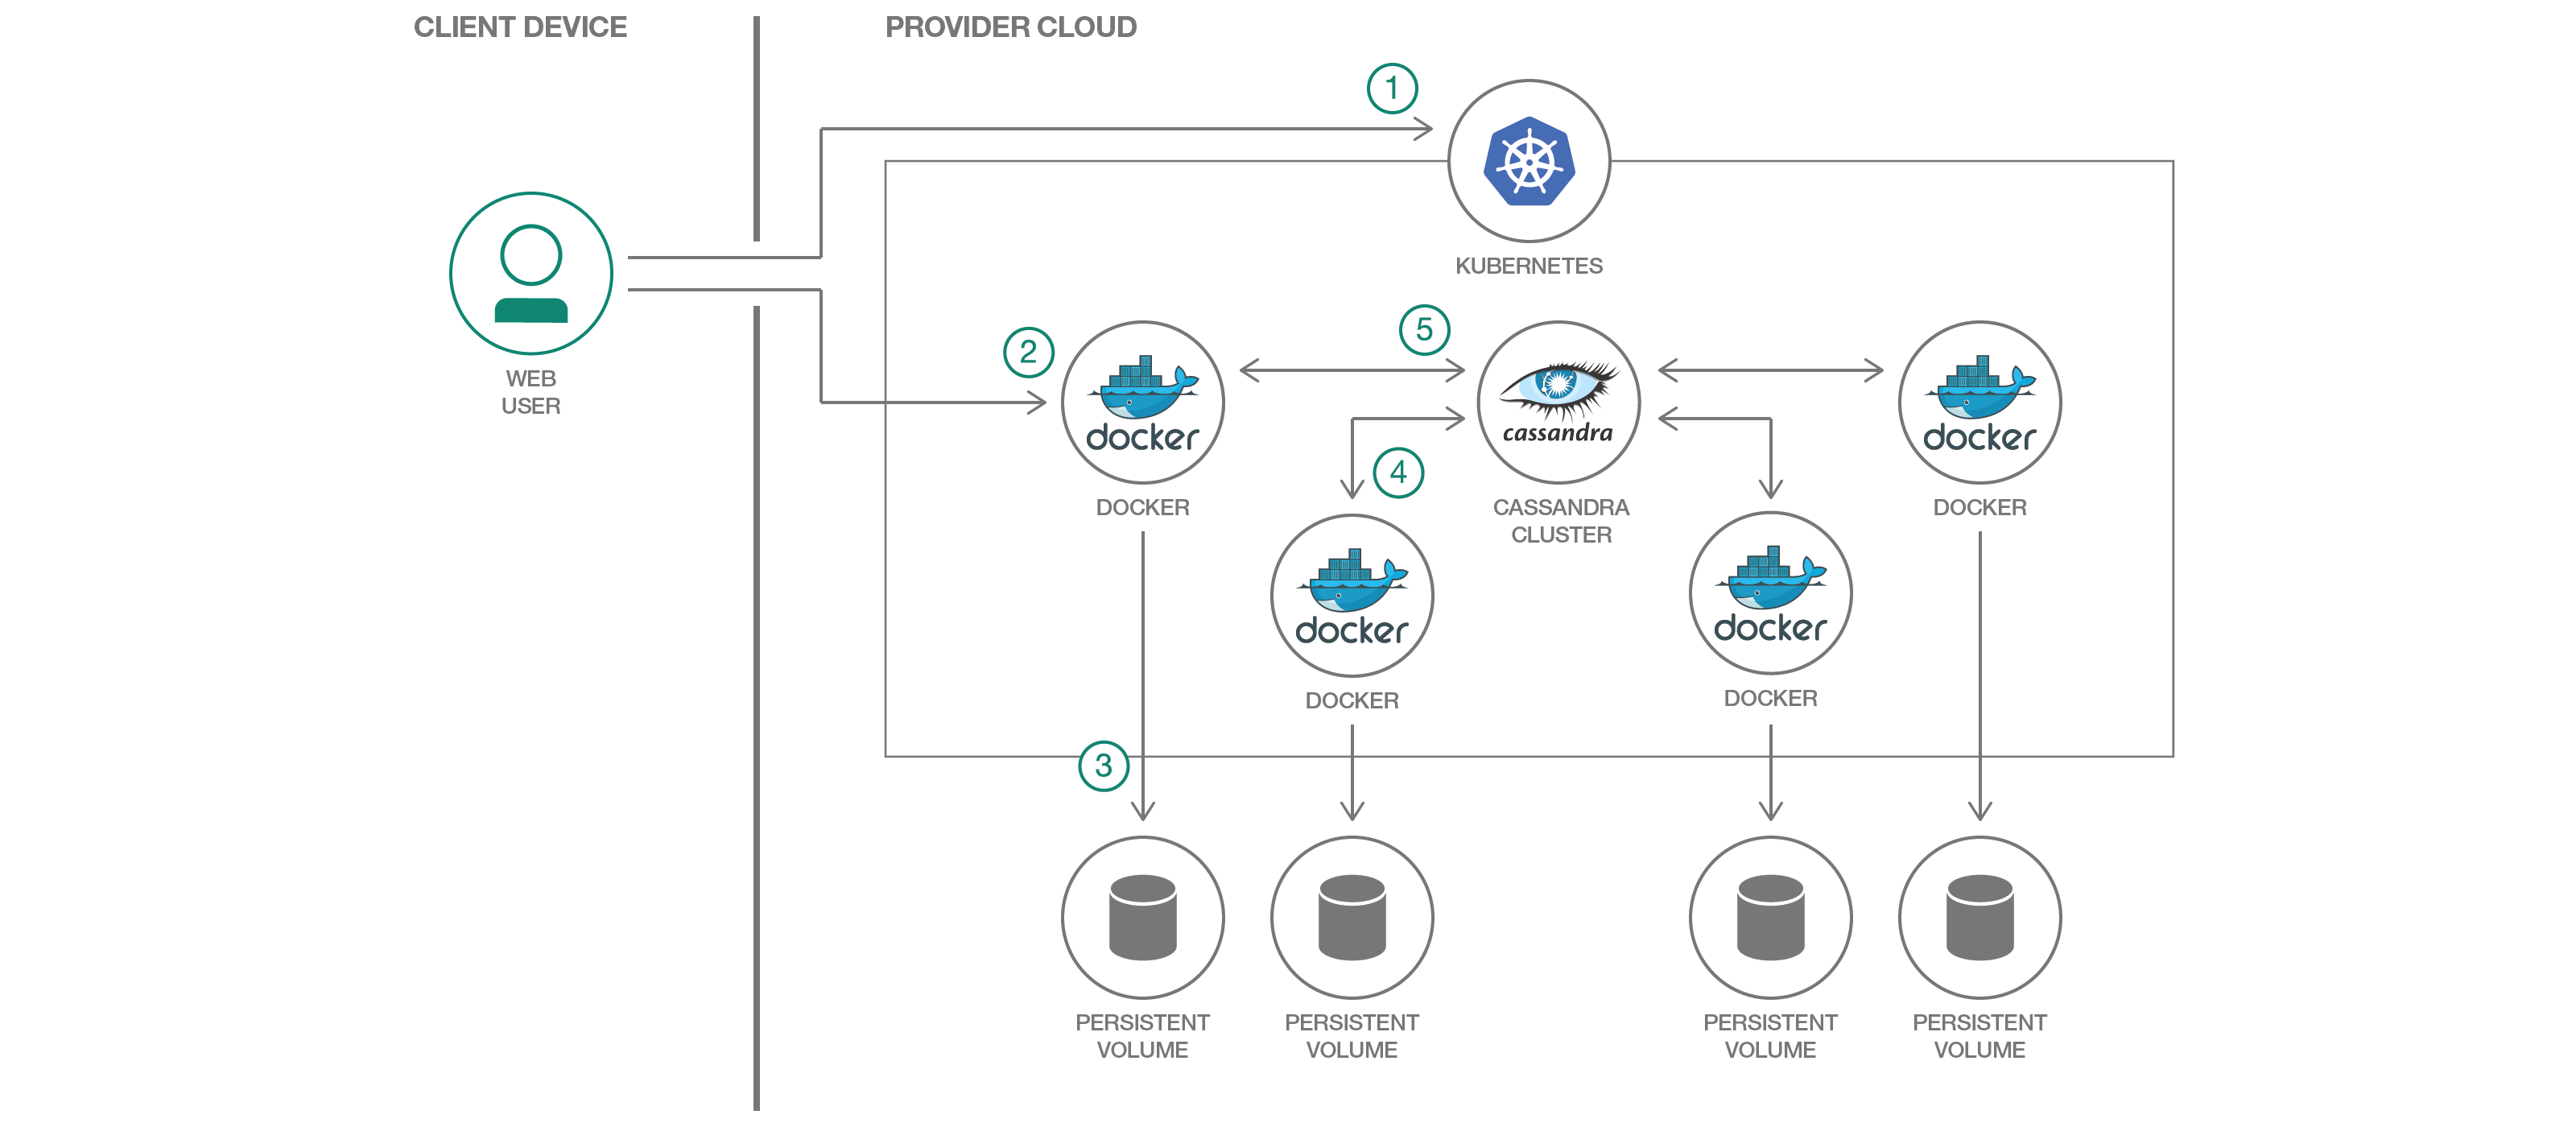 CLIENT DEVICE
PROVIDER CLOUD
1
KUBERNETES
WEB
USER
2
5
docker
cassandra
docker
DOCKER
4
CASSANDRA
CLUSTER
DOCKER
docker
docker
DOCKER
DOCKER
3
PERSISTENT
VOLUME
PERSISTENT
VOLUME
PERSISTENT
VOLUME
PERSISTENT
VOLUME